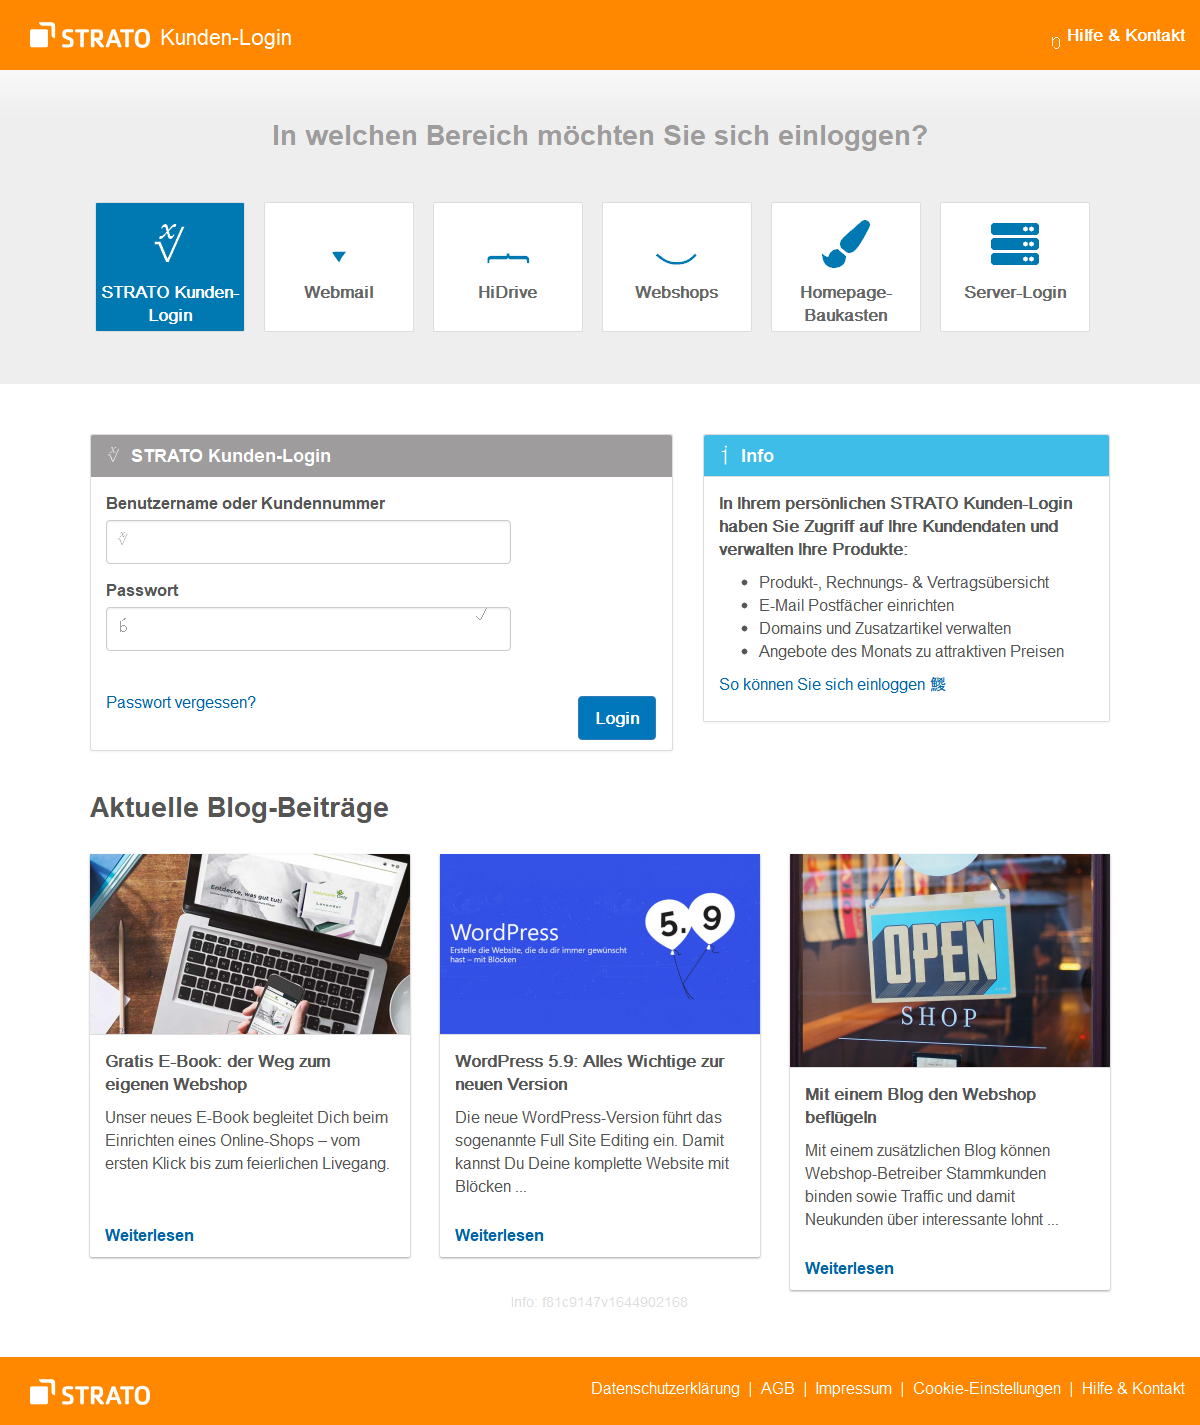 STRATO Kunden-Login
Hilfe & Kontakt
In welchen Bereich möchten Sie sich einloggen?
STRATO Kunden-
Login
Webmail
HiDrive
Webshops
Homepage-
Baukasten
Server-Login
STRATO Kunden-Login
Benutzername oder Kundennummer
Passwort
Passwort vergessen?
Login
Info
In Ihrem persönlichen STRATO Kunden-Login
haben Sie Zugriff auf Ihre Kundendaten und
verwalten Ihre Produkte:
Produkt-, Rechnungs- & Vertragsübersicht
E-Mail Postfächer einrichten
Domains und Zusatzartikel verwalten
Angebote des Monats zu attraktiven Preisen
So können Sie sich einloggen
Aktuelle Blog-Beiträge
Entdecke, was gut tut!
Lavendel
WordPress
Erstelle die Website, die du dir immer gewünscht
hast – mit Blöcken
5.9
OPEN
SHOP
Gratis E-Book: der Weg zum
eigenen Webshop
Unser neues E-Book begleitet Dich beim
Einrichten eines Online-Shops – vom
ersten Klick bis zum feierlichen Livegang.
Weiterlesen
WordPress 5.9: Alles Wichtige zur
neuen Version
Die neue WordPress-Version führt das
sogenannte Full Site Editing ein. Damit
kannst Du Deine komplette Website mit
Blöcken ...
Weiterlesen
Mit einem Blog den Webshop
beflügeln
Mit einem zusätzlichen Blog können
Webshop-Betreiber Stammkunden
binden sowie Traffic und damit
Neukunden über interessante lohnt ...
Weiterlesen
Info: f81c9147v1644902168
STRATO
Datenschutzerklärung | AGB | Impressum | Cookie-Einstellungen | Hilfe & Kontakt